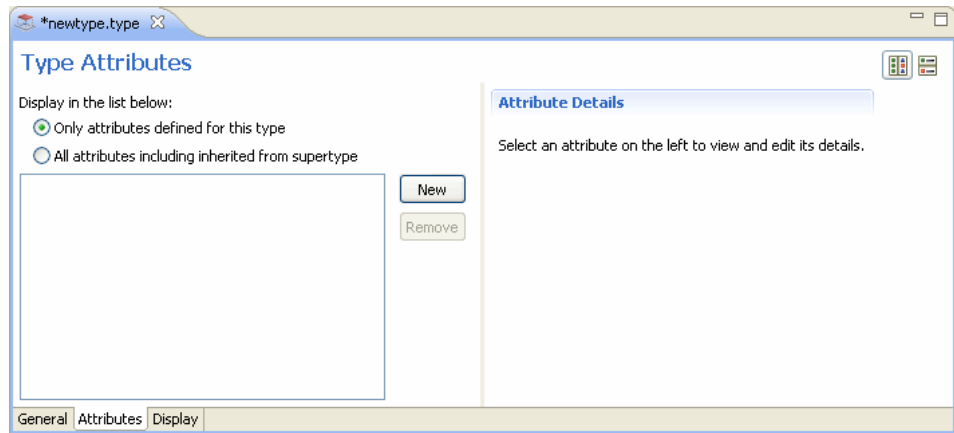 *newtype.type
Type Attributes
Display in the list below:
Only attributes defined for this type
All attributes including inherited from supertype
New
Remove
Attribute Details
Select an attribute on the left to view and edit its details.
General Attributes Display